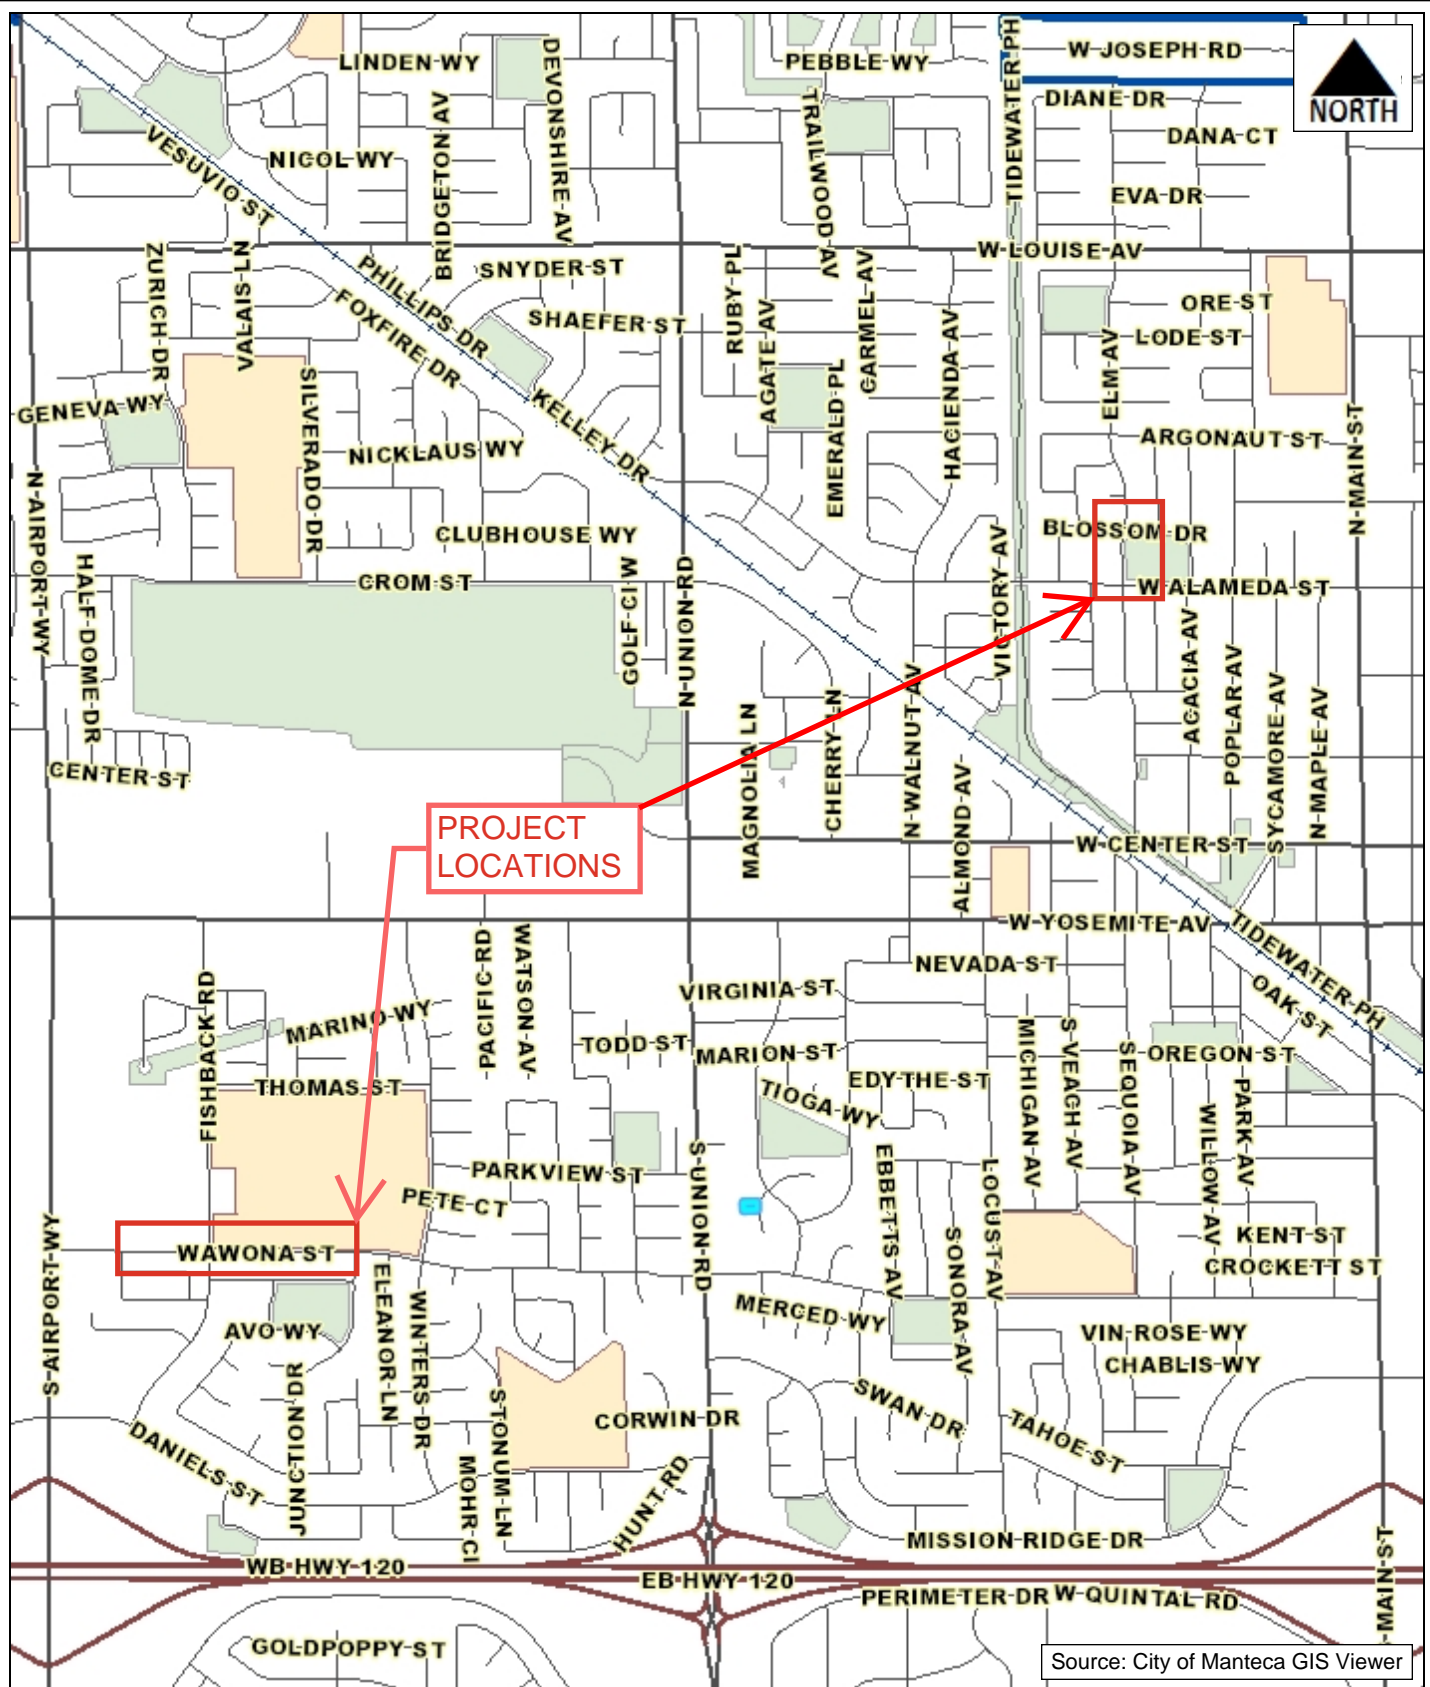 LINDEN WY
DEVONSHIRE AV
PEBBLE WY
TIDEWATER PH
W JOSEPH RD
NORTH
DIANE DR
DANA CT
VESUVIO ST
NICOL WY
BRIDGETON AV
TRAILWOOD AV
EVA DR
W LOUISE AV
ZURICH DR
VALAIS LN
PHILLIPS DR
SNYDER ST
RUBY PL
CARMEL AV
FOXFIRE DR
SHAEFER ST
AGATE AV
HACIENDA AV
ORE ST
LODE ST
ELM AV
GENEVA WY
SILVERADO DR
KELLEY DR
EMERALD PL
NICKLAUS WY
ARGONAUT ST
N MAIN ST
N AIRPORT WY
CLUBHOUSE WY
BLOSSOM DR
HALF DOME DR
CROM ST
GOLF CI W
N UNION RD
VICTORY AV
W ALAMEDA ST
ACACIA AV
POPLAR AV
SYCAMORE AV
N MAPLE AV
MAGNOLIA LN
CHERRY LN
N WALNUT AV
ALMOND AV
CENTER ST
PROJECT
LOCATIONS
W CENTER ST
W YOSEMITE AV
TIDEWATER PH
FISHBACK RD
PACIFIC RD
WATSON AV
NEVADA ST
VIRGINIA ST
OAK ST
MARINO WY
TODD ST
MARION ST
MICHIGAN AV
S VEACH AV
SEQUOIA AV
OREGON ST
THOMAS ST
EDYTHE ST
TIOGA WY
WILLOW AV
PARK AV
PARKVIEW ST
S UNION RD
EBBETTS AV
LOCUST AV
PETE CT
S AIRPORT WY
WAWONA ST
SONORA AV
KENT ST
CROCKETT ST
ELEANOR LN
WINTERS DR
MERCED WY
AVO WY
VIN ROSE WY
CHABLIS WY
JUNCTION DR
STONUM LN
CORWIN DR
SWAN DR
TAHOE ST
DANIELS ST
MOHR CI
HUNT RD
MISSION RIDGE DR
WB HWY 120
EB HWY 120
PERIMETER DR
W QUINTAL RD
MAIN ST
GOLDPOPPY ST
Source: City of Manteca GIS Viewer